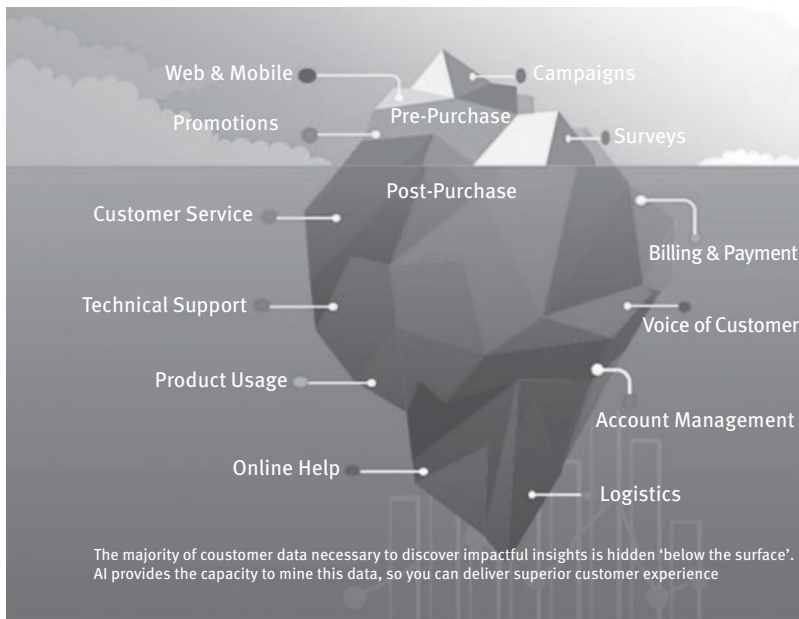 Web & Mobile
Campaigns
Pre-Purchase
Promotions
Surveys
Post-Purchase
Customer Service
Billing & Payment
Technical Support
Voice of Customer
Product Usage
Account Management
Online Help
Logistics
The majority of coustomer data necessary to discover impactful insights is hidden ‘below the surface’.
AI provides the capacity to mine this data, so you can deliver superior customer experience